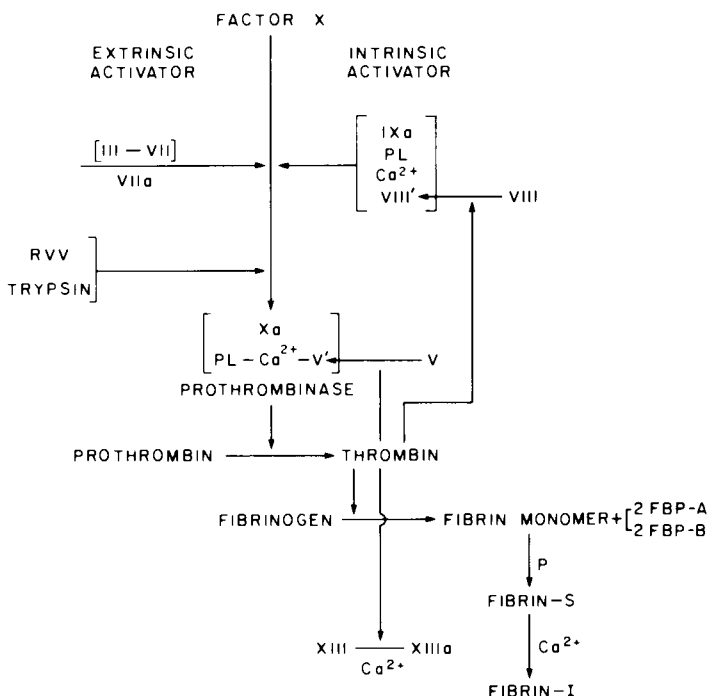 FACTOR X
EXTRINSIC
ACTIVATOR
INTRINSIC
ACTIVATOR
[III – VII]
VIIa
IXa
PL
Ca²⁺
VIII'
VIII
RVV
TRYPSIN
Xa
PL – Ca²⁺ – V'
V
PROTHROMBINASE
PROTHROMBIN
THROMBIN
FIBRINOGEN
FIBRIN MONOMER + [2 FBP-A
2 FBP-B
P
FIBRIN-S
Ca²⁺
FIBRIN-I
XIII
XIIIa
Ca²⁺